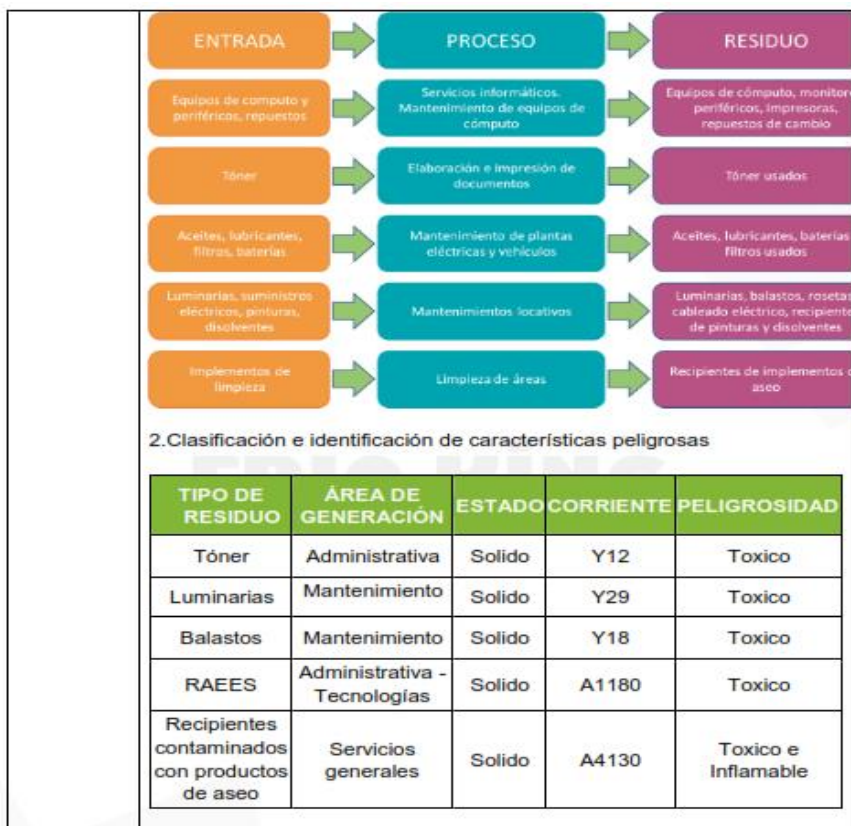 ENTRADA
PROCESO
RESIDUO
Equipos de computo y
periféricos, repuestos
Servicios informáticos.
Mantenimiento de equipos de
cómputo
Equipos de cómputo, monitore
periféricos, impresoras,
repuestos de cambio
Tóner
Elaboración e impresión de
documentos
Tóner usados
Aceites, lubricantes,
filtros, baterías
Mantenimiento de plantas
eléctricas y vehículos
Aceites, lubricantes, baterías
filtros usados
Luminarias, suministros
eléctricos, pinturas,
disolventes
Mantenimientos locativos
Luminarias, balastos, rosetas
cableado eléctrico, recipiente
de pinturas y disolventes
Implementos de
limpieza
Limpieza de áreas
Recipientes de implementos
aseo
2.Clasificación e identificación de características peligrosas
TIPO DE
RESIDUO
ÁREA DE
GENERACIÓN
ESTADO
CORRIENTE
PELIGROSIDAD
Tóner
Administrativa
Solido
Y12
Toxico
Luminarias
Mantenimiento
Solido
Y29
Toxico
Balastos
Mantenimiento
Solido
Y18
Toxico
RAEES
Administrativa -
Tecnologías
Solido
A1180
Toxico
Recipientes
contaminados
con productos
de aseo
Servicios
generales
Solido
A4130
Toxico e
Inflamable